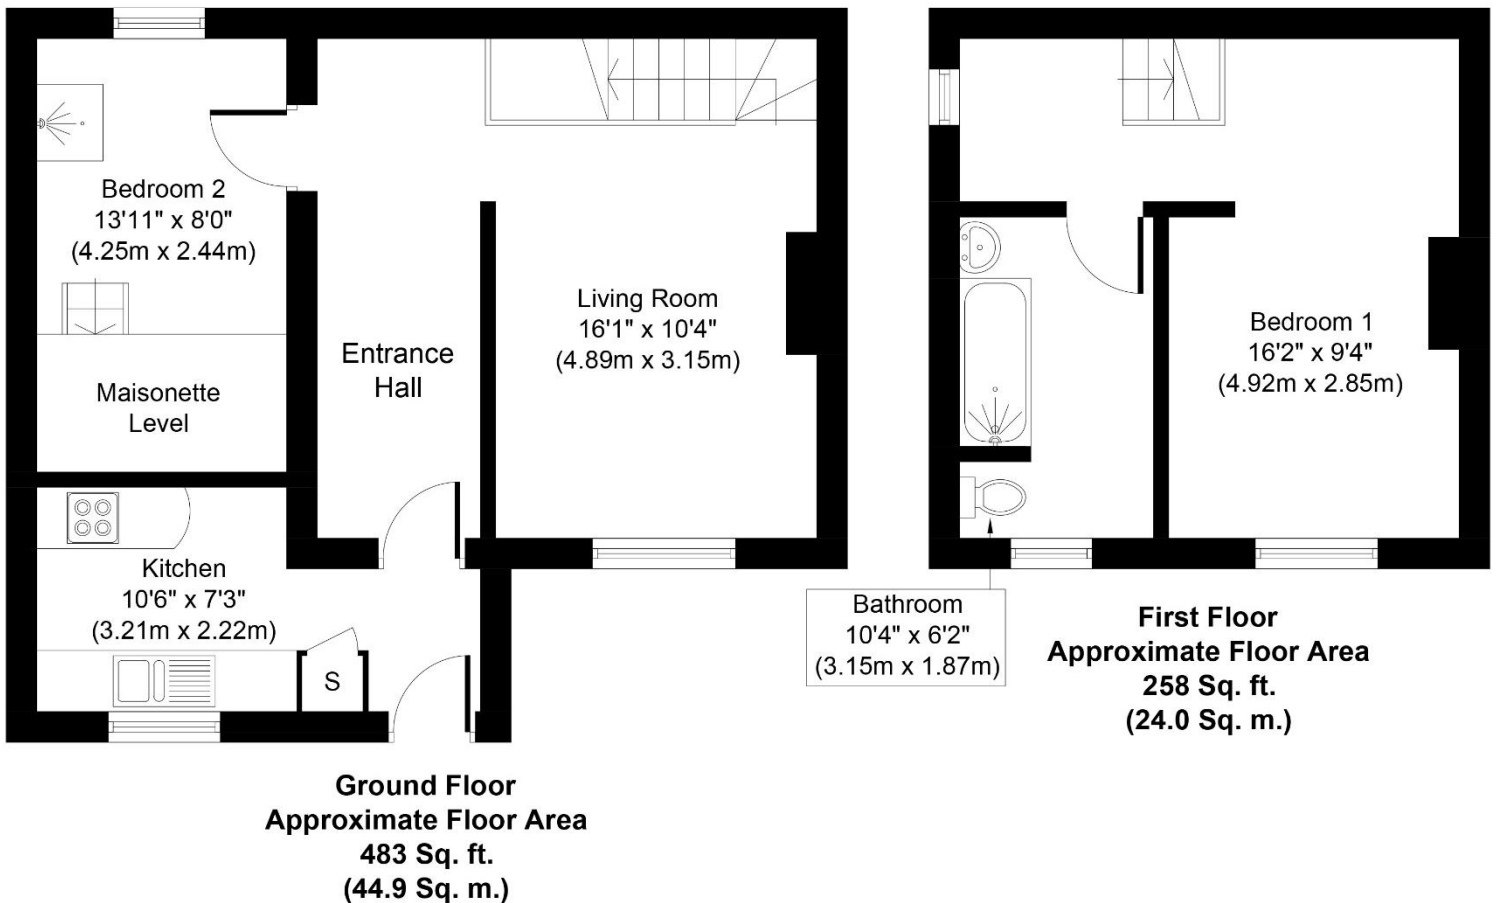 Bedroom 2
13'11" x 8'0"
(4.25m x 2.44m)
Maisonette
Level
Entrance
Hall
Living Room
16'1" x 10'4"
(4.89m x 3.15m)
Kitchen
10'6" x 7'3"
(3.21m x 2.22m)
S
Ground Floor
Approximate Floor Area
483 Sq. ft.
(44.9 Sq. m.)
Bedroom 1
16'2" x 9'4"
(4.92m x 2.85m)
Bathroom
10'4" x 6'2"
(3.15m x 1.87m)
First Floor
Approximate Floor Area
258 Sq. ft.
(24.0 Sq. m.)